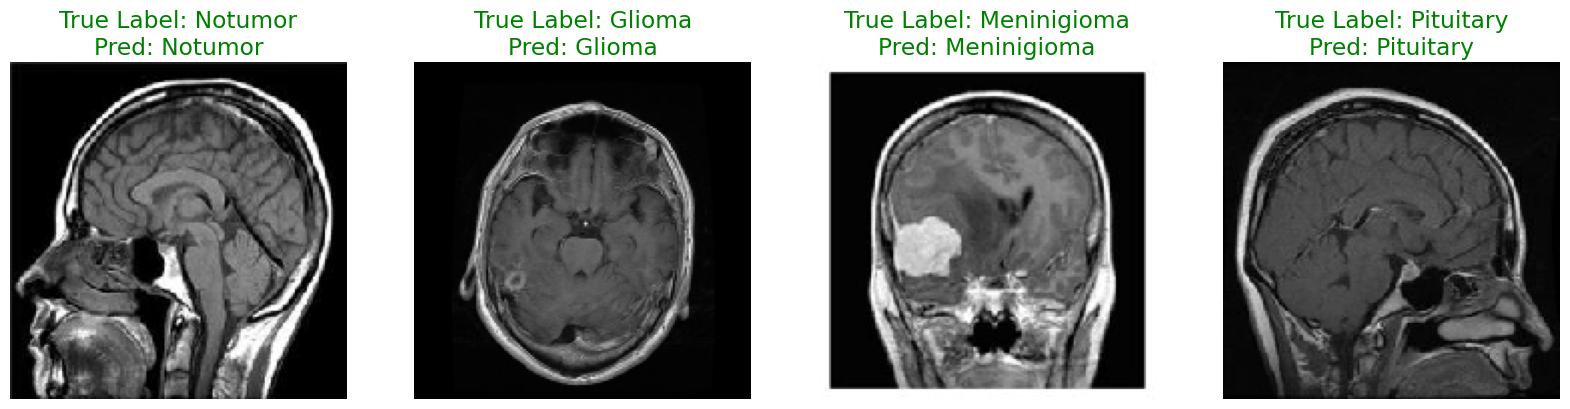 True Label: Notumor
Pred: Notumor
True Label: Glioma
Pred: Glioma
True Label: Meninigioma
Pred: Meninigioma
True Label: Pituitary
Pred: Pituitary